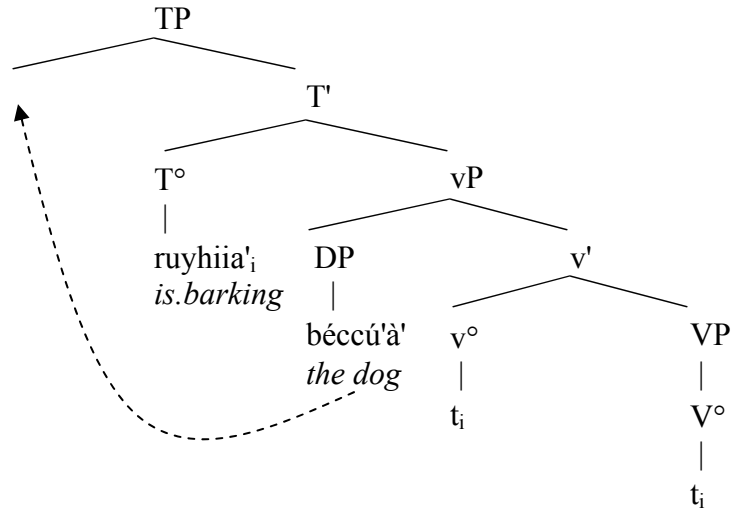 TP
T'
T° vP
ruyhiia'ᵢ DP v'
is.barking
béccú'à' v° VP
the dog
tᵢ V°
tᵢ